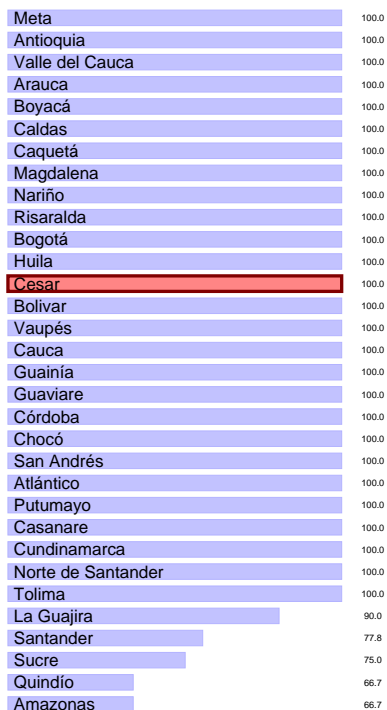 Meta 100.0
Antioquia 100.0
Valle del Cauca 100.0
Arauca 100.0
Boyacá 100.0
Caldas 100.0
Caquetá 100.0
Magdalena 100.0
Nariño 100.0
Risaralda 100.0
Bogotá 100.0
Huila 100.0
Cesar 100.0
Bolivar 100.0
Vaupés 100.0
Cauca 100.0
Guainía 100.0
Guaviare 100.0
Córdoba 100.0
Chocó 100.0
San Andrés 100.0
Atlántico 100.0
Putumayo 100.0
Casanare 100.0
Cundinamarca 100.0
Norte de Santander 100.0
Tolima 100.0
La Guajira 90.0
Santander 77.8
Sucre 75.0
Quindío 66.7
Amazonas 66.7